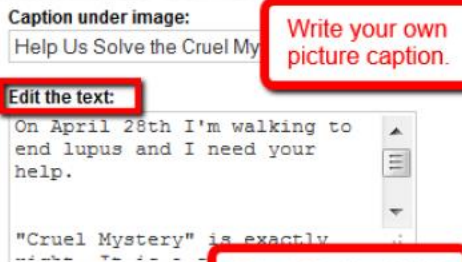 Caption under image:
Help Us Solve the Cruel My
Write your own
picture caption.
Edit the text:
On April 28th I'm walking to
end lupus and I need your
help.
"Cruel Mystery" is exactly